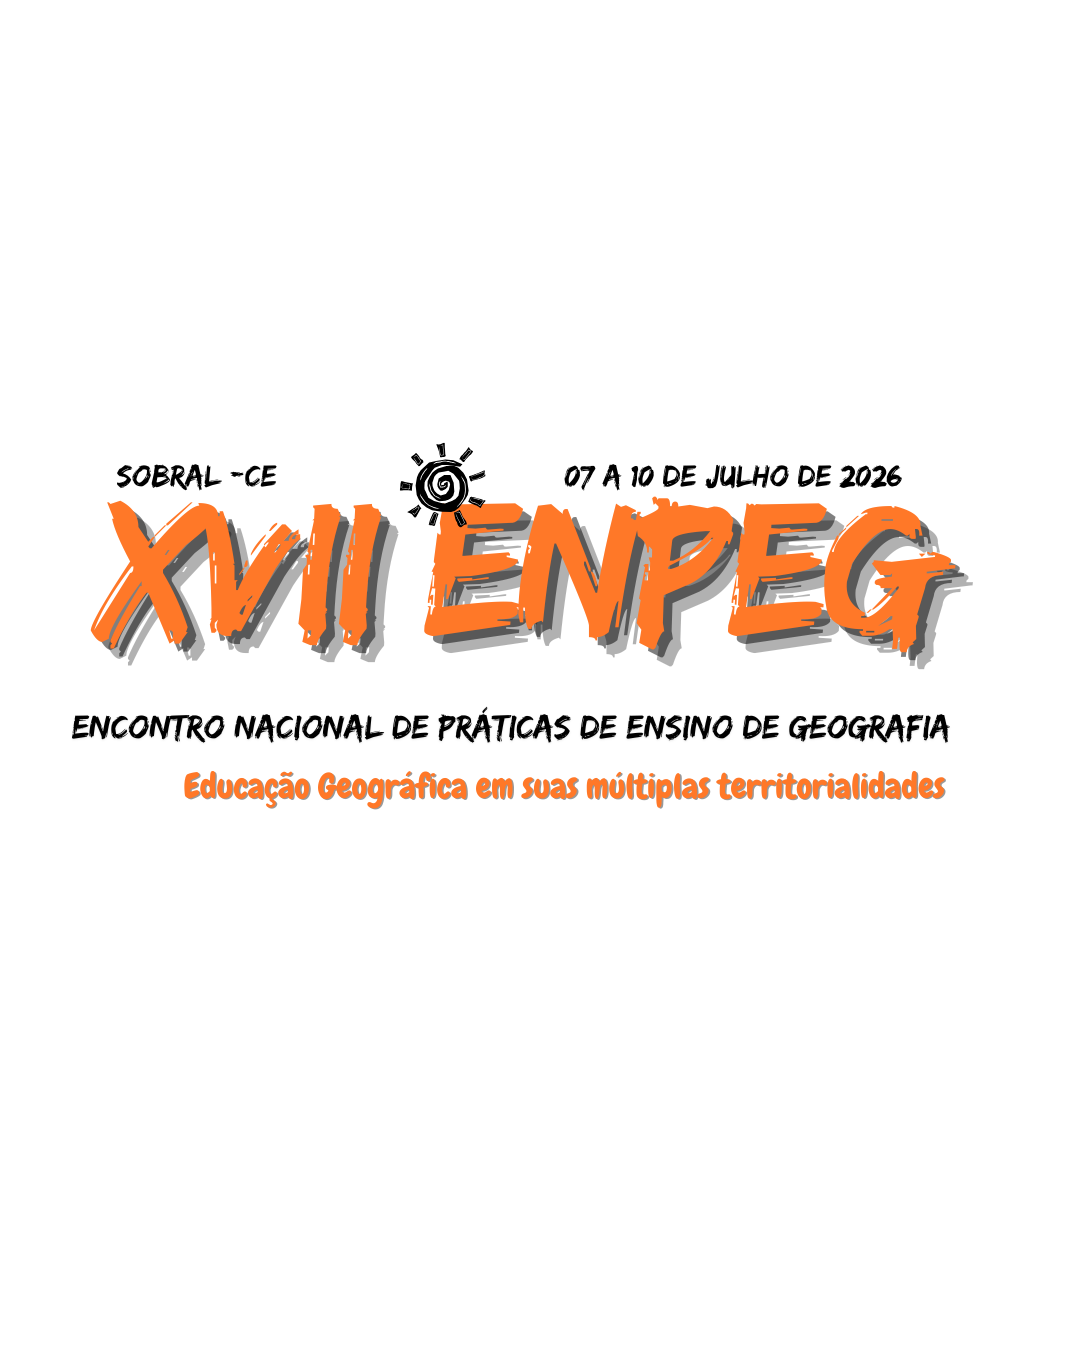 SOBRAL -CE
07 A 10 DE JULHO DE 2026
XVII ENPEG
ENCONTRO NACIONAL DE PRÁTICAS DE ENSINO DE GEOGRAFIA
Educação Geográfica em suas múltiplas territorialidades